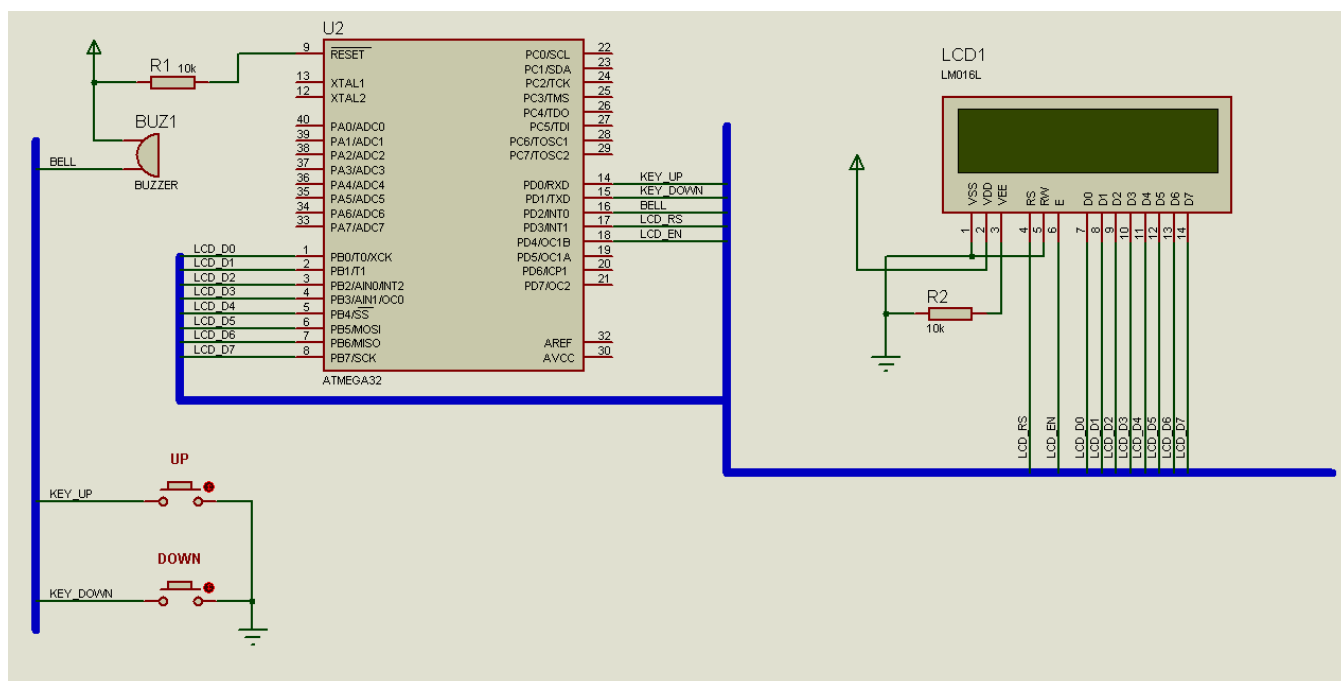 U2
9 RESET
13 XTAL1
12 XTAL2
40 PA0/ADC0
39 PA1/ADC1
38 PA2/ADC2
37 PA3/ADC3
36 PA4/ADC4
35 PA5/ADC5
34 PA6/ADC6
33 PA7/ADC7
LCD_D0 1 PB0/T0/XCK
LCD_D1 2 PB1/T1
LCD_D2 3 PB2/AIN0/INT2
LCD_D3 4 PB3/AIN1/OC0
LCD_D4 5 PB4/SS
LCD_D5 6 PB5/MOSI
LCD_D6 7 PB6/MISO
LCD_D7 8 PB7/SCK
PC0/SCL 22
PC1/SDA 23
PC2/TCK 24
PC3/TMS 25
PC4/TDO 26
PC5/TDI 27
PC6/TOSC1 28
PC7/TOSC2 29
PD0/RXD 14 KEY_UP
PD1/TXD 15 KEY_DOWN
PD2/INT0 16 BELL
PD3/INT1 17 LCD_RS
PD4/OC1B 18 LCD_EN
PD5/OC1A 19
PD6/ICP1 20
PD7/OC2 21
AREF 32
AVCC 30
ATMEGA32
R1 10k
BUZ1
BELL
BUZZER
UP
KEY_UP
DOWN
KEY_DOWN
LCD1
LM016L
VSS VDD VEE RS RW E D0 D1 D2 D3 D4 D5 D6 D7
1 2 3 4 5 6 7 8 9 10 11 12 13 14
R2
10k
LCD_RS LCD_EN LCD_D0 LCD_D1 LCD_D2 LCD_D3 LCD_D4 LCD_D5 LCD_D6 LCD_D7